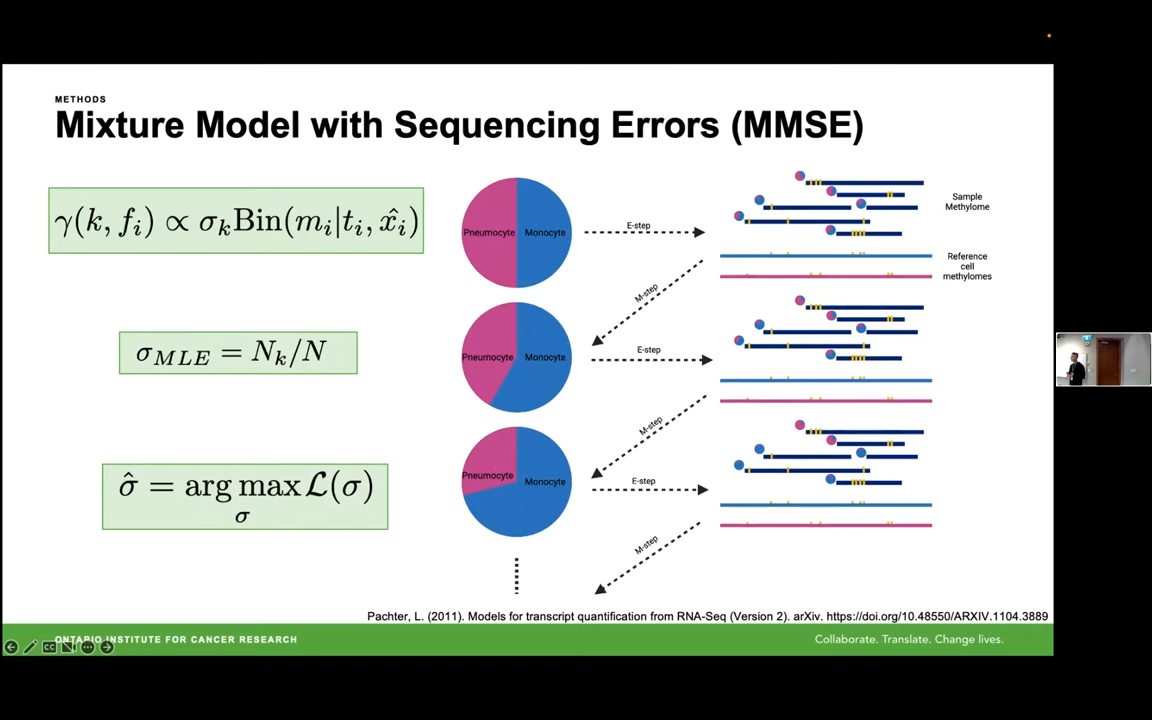 METHODS
Mixture Model with Sequencing Errors (MMSE)
γ(k, f_i) ∝ σ_k Bin(m_i|t_i, x̂_i)
σ_MLE = N_k/N
σ̂ = arg max ℒ(σ)
σ
Pneumocyte Monocyte
E-step
Sample
Methylome
Reference
cell
methylomes
M-step
Pneumocyte Monocyte
E-step
M-step
Pneumocyte Monocyte
E-step
M-step
Pachter, L. (2011). Models for transcript quantification from RNA-Seq (Version 2). arXiv. https://doi.org/10.48550/ARXIV.1104.3889
ONTARIO INSTITUTE FOR CANCER RESEARCH
Collaborate. Translate. Change lives.
CC